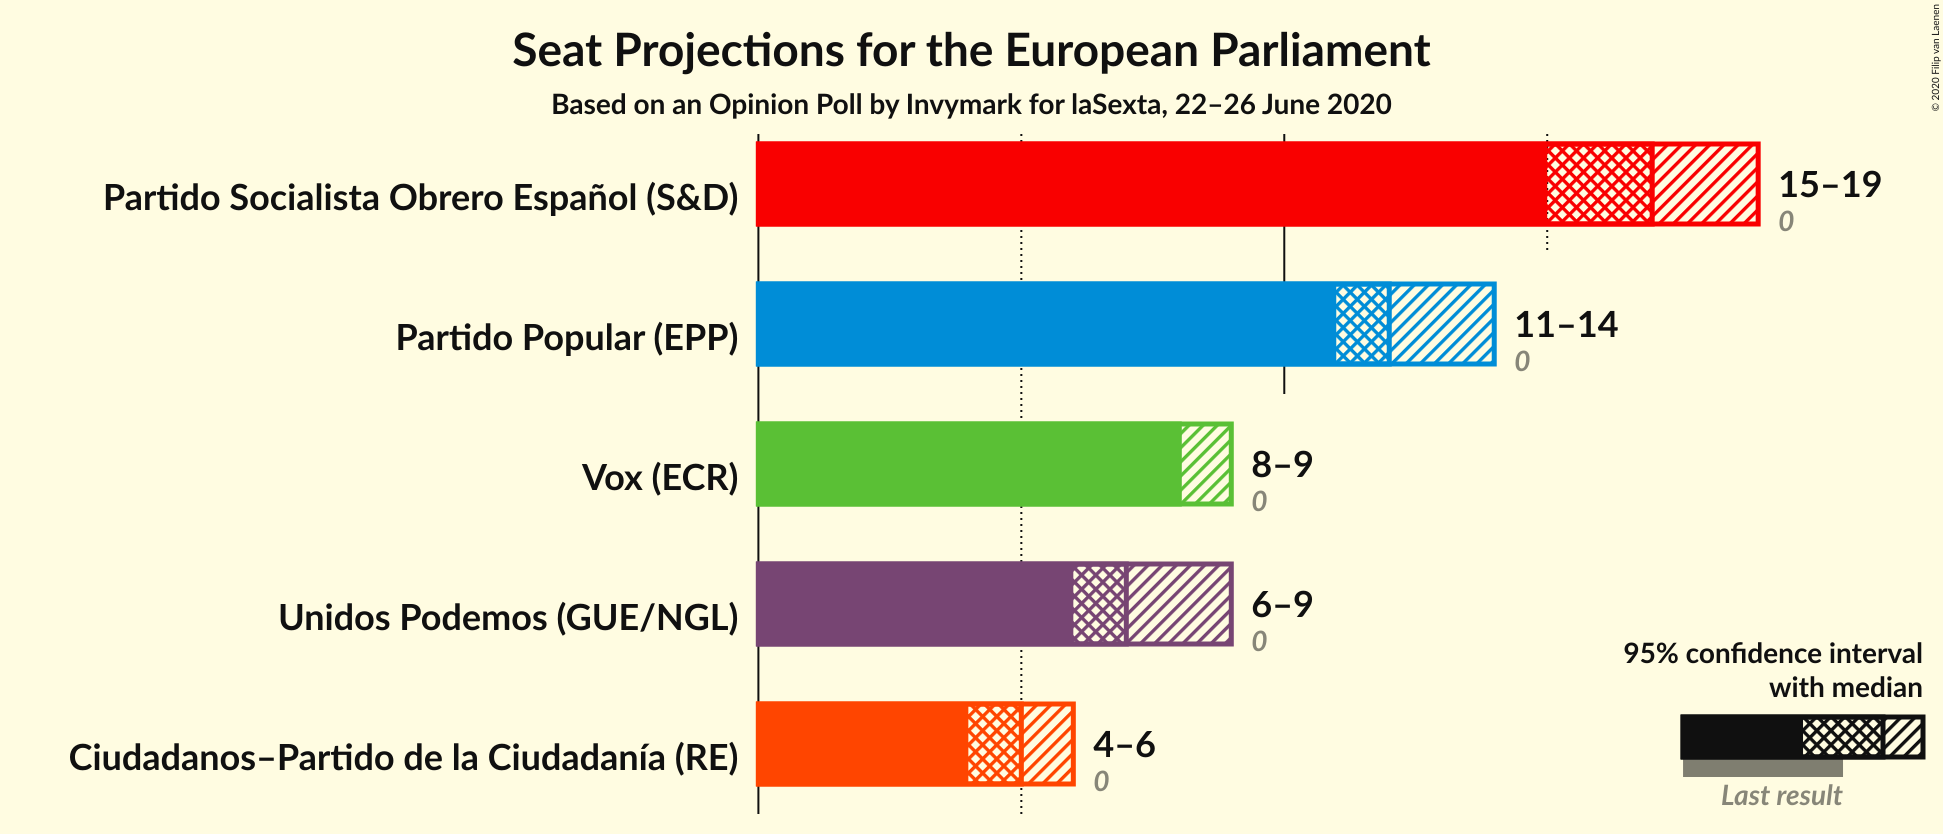 Seat Projections for the European Parliament
Based on an Opinion Poll by Invymark for laSexta, 22–26 June 2020
© 2020 Filip van Laenen
Partido Socialista Obrero Español (S&D)
15–19
0
Partido Popular (EPP)
11–14
0
Vox (ECR)
8–9
0
Unidos Podemos (GUE/NGL)
6–9
0
Ciudadanos–Partido de la Ciudadanía (RE)
4–6
0
95% confidence interval
with median
Last result